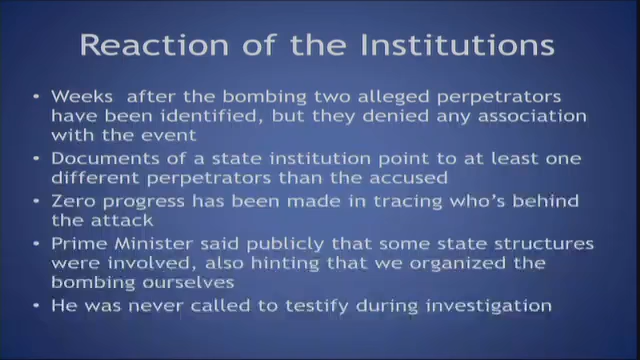 Reaction of the Institutions
• Weeks after the bombing two alleged perpetrators
have been identified, but they denied any association
with the event
• Documents of a state institution point to at least one
different perpetrators than the accused
• Zero progress has been made in tracing who's behind
the attack
• Prime Minister said publicly that some state structures
were involved, also hinting that we organized the
bombing ourselves
• He was never called to testify during investigation